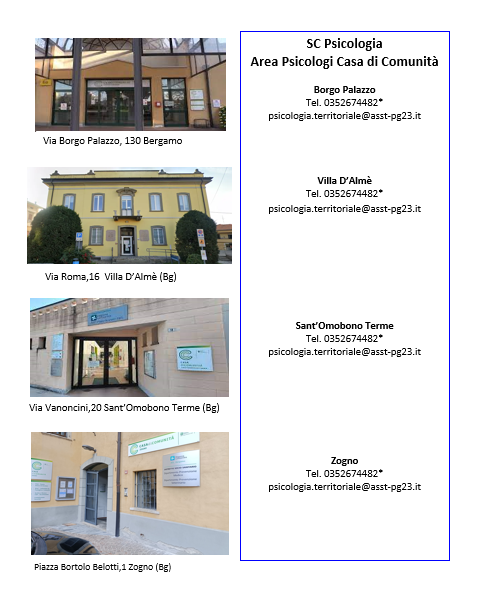 SC Psicologia
Area Psicologi Casa di Comunità
Borgo Palazzo
Tel. 0352674482*
psicologia.territoriale@asst-pg23.it
Via Borgo Palazzo, 130 Bergamo
Villa D’Almè
Tel. 0352674482*
psicologia.territoriale@asst-pg23.it
Via Roma,16 Villa D’Almè (Bg)
Sant’Omobono Terme
Tel. 0352674482*
psicologia.territoriale@asst-pg23.it
Via Vanoncini,20 Sant’Omobono Terme (Bg)
CASA DI COMUNITÀ
Zogno
Tel. 0352674482*
psicologia.territoriale@asst-pg23.it
Piazza Bortolo Belotti,1 Zogno (Bg)